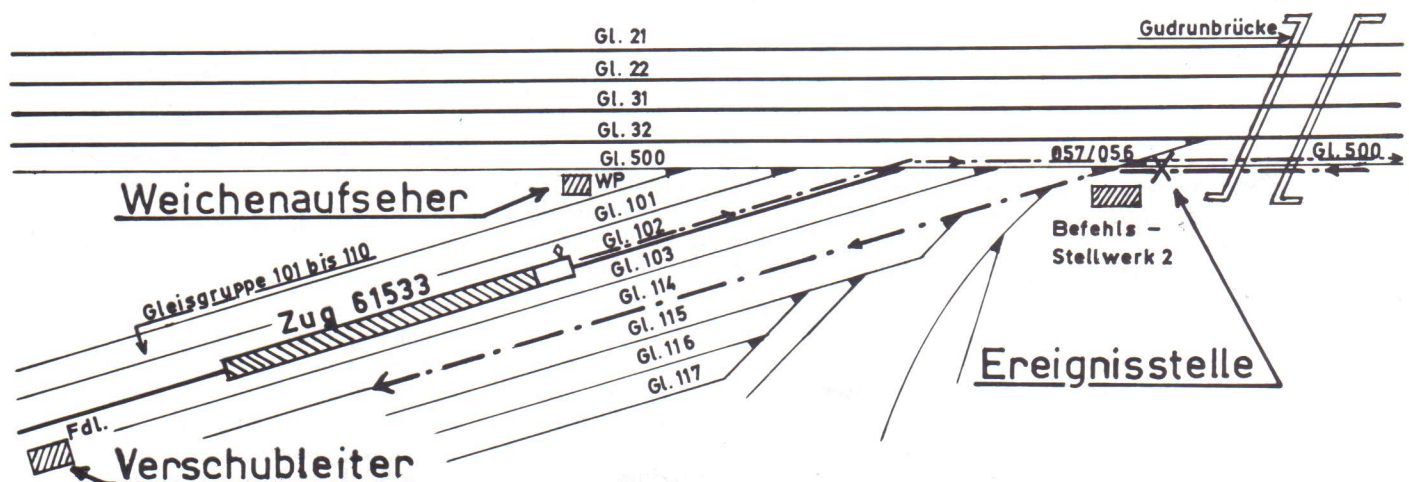 Gl. 21
Gudrunbrücke
Gl. 22
Gl. 31
Gl. 32
057/056
Gl. 500
Gl. 500
WP
Weichenaufseher
Gl. 101
Gl. 102
Gl. 103
Befehls -
Stellwerk 2
Gleisgruppe 101 bis 110
Zug 61533
Gl. 114
Gl. 115
Gl. 116
Gl. 117
Ereignisstelle
Fdl.
Verschubleiter